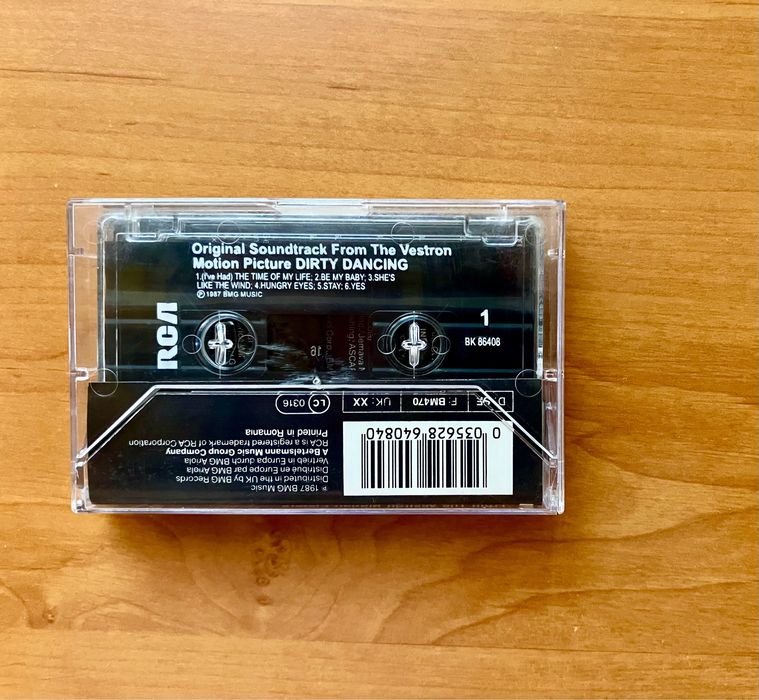 Original Soundtrack From The Vestron
Motion Picture DIRTY DANCING
1.(I've Had) THE TIME OF MY LIFE; 2.BE MY BABY; 3.SHE'S
LIKE THE WIND; 4.HUNGRY EYES; 5.STAY; 6.YES
℗ 1987 BMG MUSIC
RCA
1
BK 86408
16
ASCA
0 035628 640840
F: BM470
UK: XX
LC 0316
℗ 1987 BMG Music
Distributed in the UK by BMG Records
Distribué en Europe par BMG Ariola
Vertrieb in Europa durch BMG Ariola
A Bertelsmann Music Group Company
RCA is a registered trademark of RCA Corporation
Printed in Romania